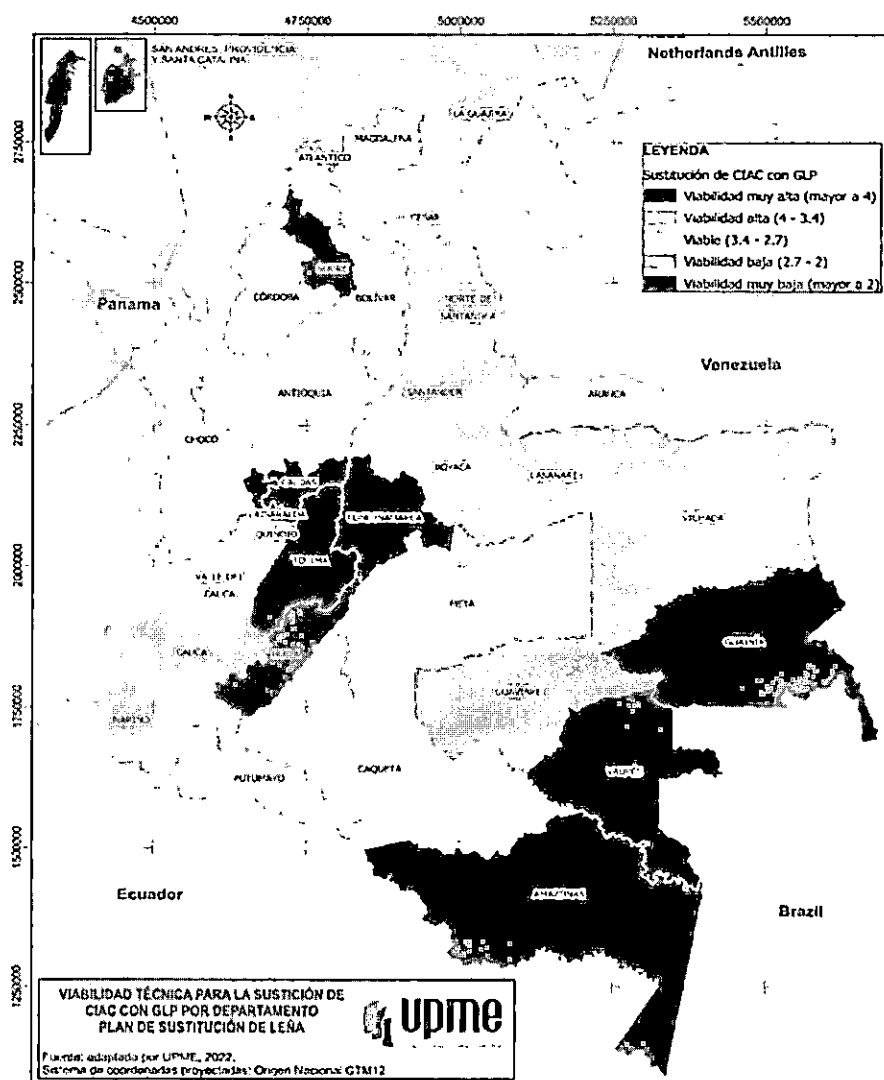 4500000 4750000 5000000 5250000 5560000
SAN ANDRES, PROVIDENCIA
Y SANTA CATALINA
Netherlands Antilles
LA GUAJIRA
MAGDALENA
ATLANTICO
2750000
LEYENDA
Sustitución de CIAC con GLP
Viabilidad muy alta (mayor a 4)
Viabilidad alta (4 - 3.4)
Viable (3.4 - 2.7)
Viabilidad baja (2.7 - 2)
Viabilidad muy baja (mayor a 2)
CESAR
SUCRE
2500000
Panama
CÓRDOBA
BOLÍVAR
NORTE DE
SANTANDER
Venezuela
ANTIOQUIA
SANTANDER
ARAUCA
2250000
CHOCÓ
BOYACA
CASANARE
CALDAS
RISARALDA
CUNDINAMARCA
VICHADA
QUINDIO
TOLIMA
2000000
VALLE DEL
CAUCA
META
GUAINIA
CAUCA
GUAVIARE
1750000
NARIÑO
PUTUMAYO
CAQUETA
VAUPES
1500000
Ecuador
AMAZONAS
Brazil
1250000
VIABILIDAD TÉCNICA PARA LA SUSTICIÓN DE
CIAC CON GLP POR DEPARTAMENTO
PLAN DE SUSTITUCIÓN DE LEÑA
upme
Fuente: adaptada por UPME, 2022.
Sistema de coordenadas proyectadas: Origen Nacional CTM12